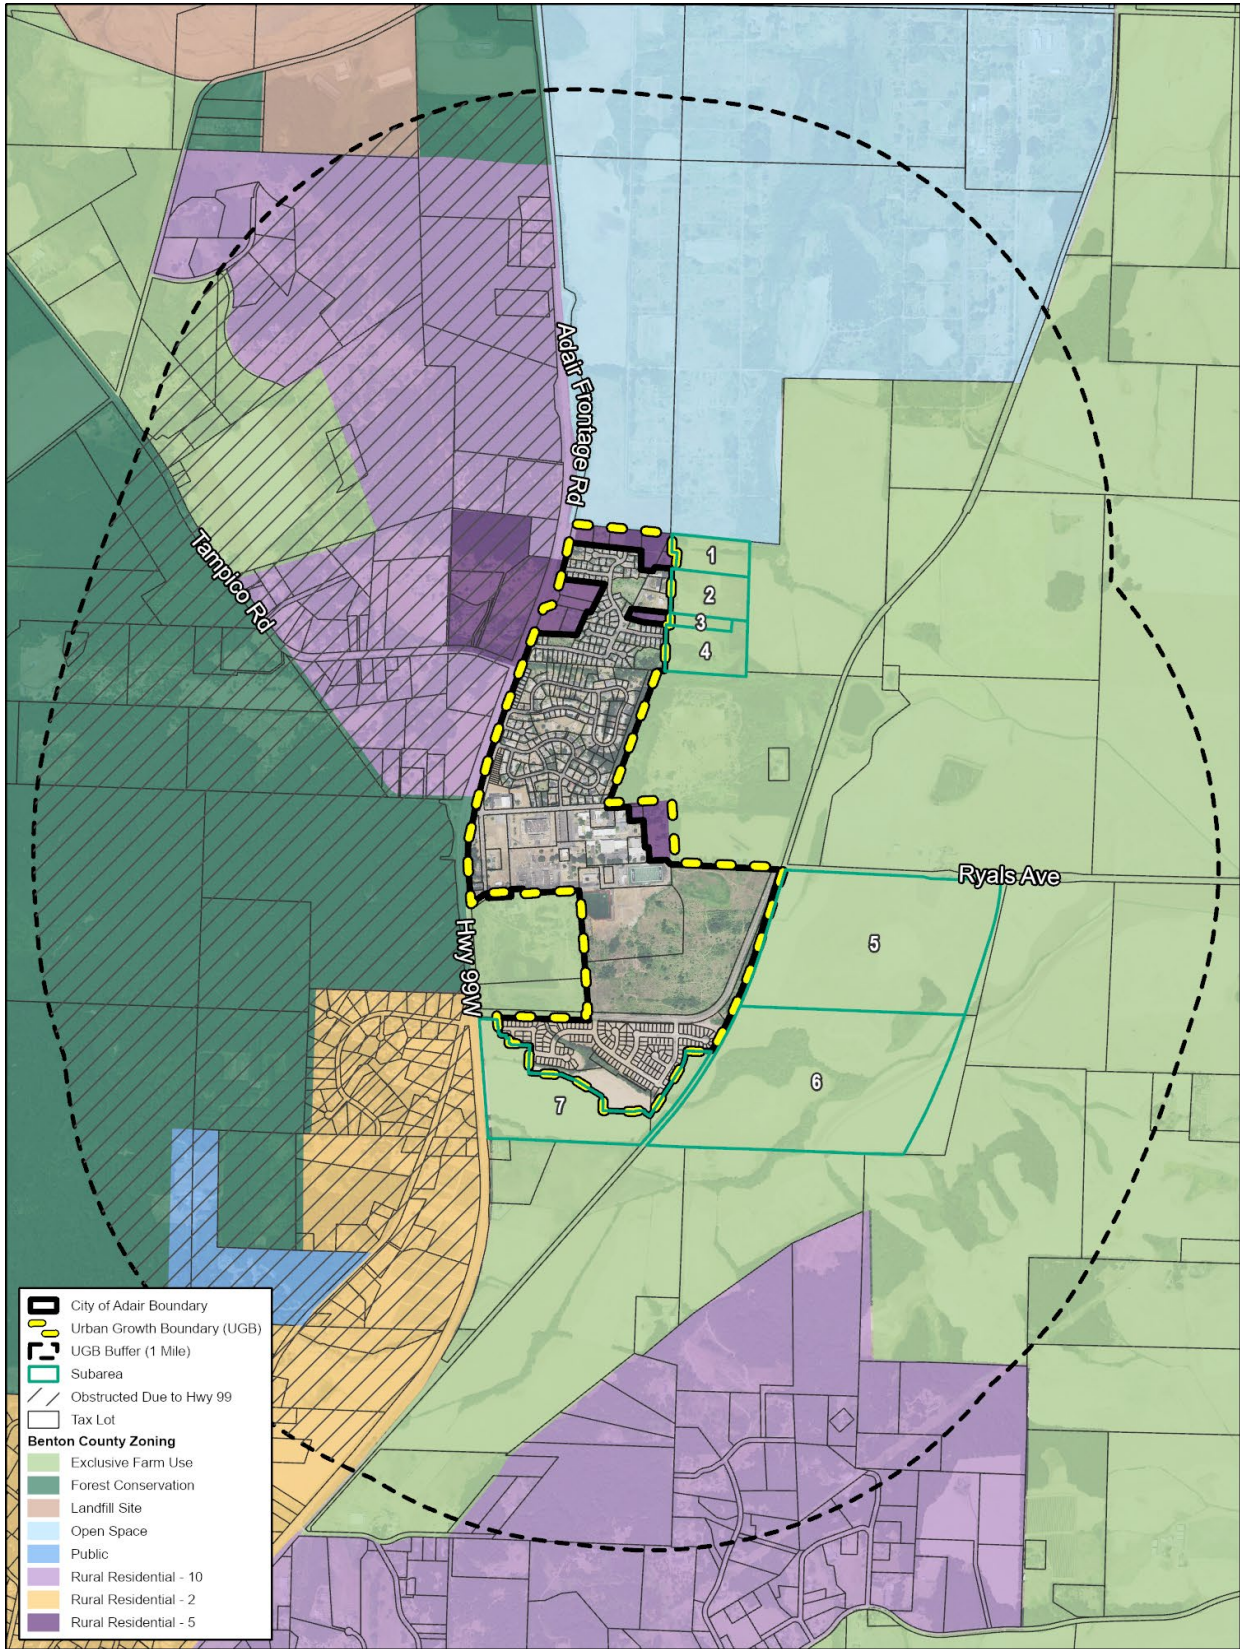 Adair Frontage Rd
Tampico Rd
1
2
3
4
Ryals Ave
Hwy 99W
5
6
7
City of Adair Boundary
Urban Growth Boundary (UGB)
UGB Buffer (1 Mile)
Subarea
Obstructed Due to Hwy 99
Tax Lot
Benton County Zoning
Exclusive Farm Use
Forest Conservation
Landfill Site
Open Space
Public
Rural Residential - 10
Rural Residential - 2
Rural Residential - 5